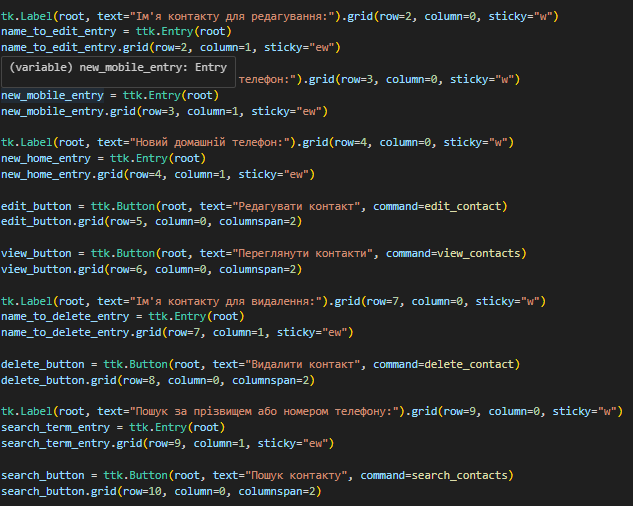 tk.Label(root, text="Ім'я контакту для редагування:").grid(row=2, column=0, sticky="w")
name_to_edit_entry = ttk.Entry(root)
name_to_edit_entry.grid(row=2, column=1, sticky="ew")
(variable) new_mobile_entry: Entry
телефон:").grid(row=3, column=0, sticky="w")
new_mobile_entry = ttk.Entry(root)
new_mobile_entry.grid(row=3, column=1, sticky="ew")
tk.Label(root, text="Новий домашній телефон:").grid(row=4, column=0, sticky="w")
new_home_entry = ttk.Entry(root)
new_home_entry.grid(row=4, column=1, sticky="ew")
edit_button = ttk.Button(root, text="Редагувати контакт", command=edit_contact)
edit_button.grid(row=5, column=0, columnspan=2)
view_button = ttk.Button(root, text="Переглянути контакти", command=view_contacts)
view_button.grid(row=6, column=0, columnspan=2)
tk.Label(root, text="Ім'я контакту для видалення:").grid(row=7, column=0, sticky="w")
name_to_delete_entry = ttk.Entry(root)
name_to_delete_entry.grid(row=7, column=1, sticky="ew")
delete_button = ttk.Button(root, text="Видалити контакт", command=delete_contact)
delete_button.grid(row=8, column=0, columnspan=2)
tk.Label(root, text="Пошук за прізвищем або номером телефону:").grid(row=9, column=0, sticky="w")
search_term_entry = ttk.Entry(root)
search_term_entry.grid(row=9, column=1, sticky="ew")
search_button = ttk.Button(root, text="Пошук контакту", command=search_contacts)
search_button.grid(row=10, column=0, columnspan=2)